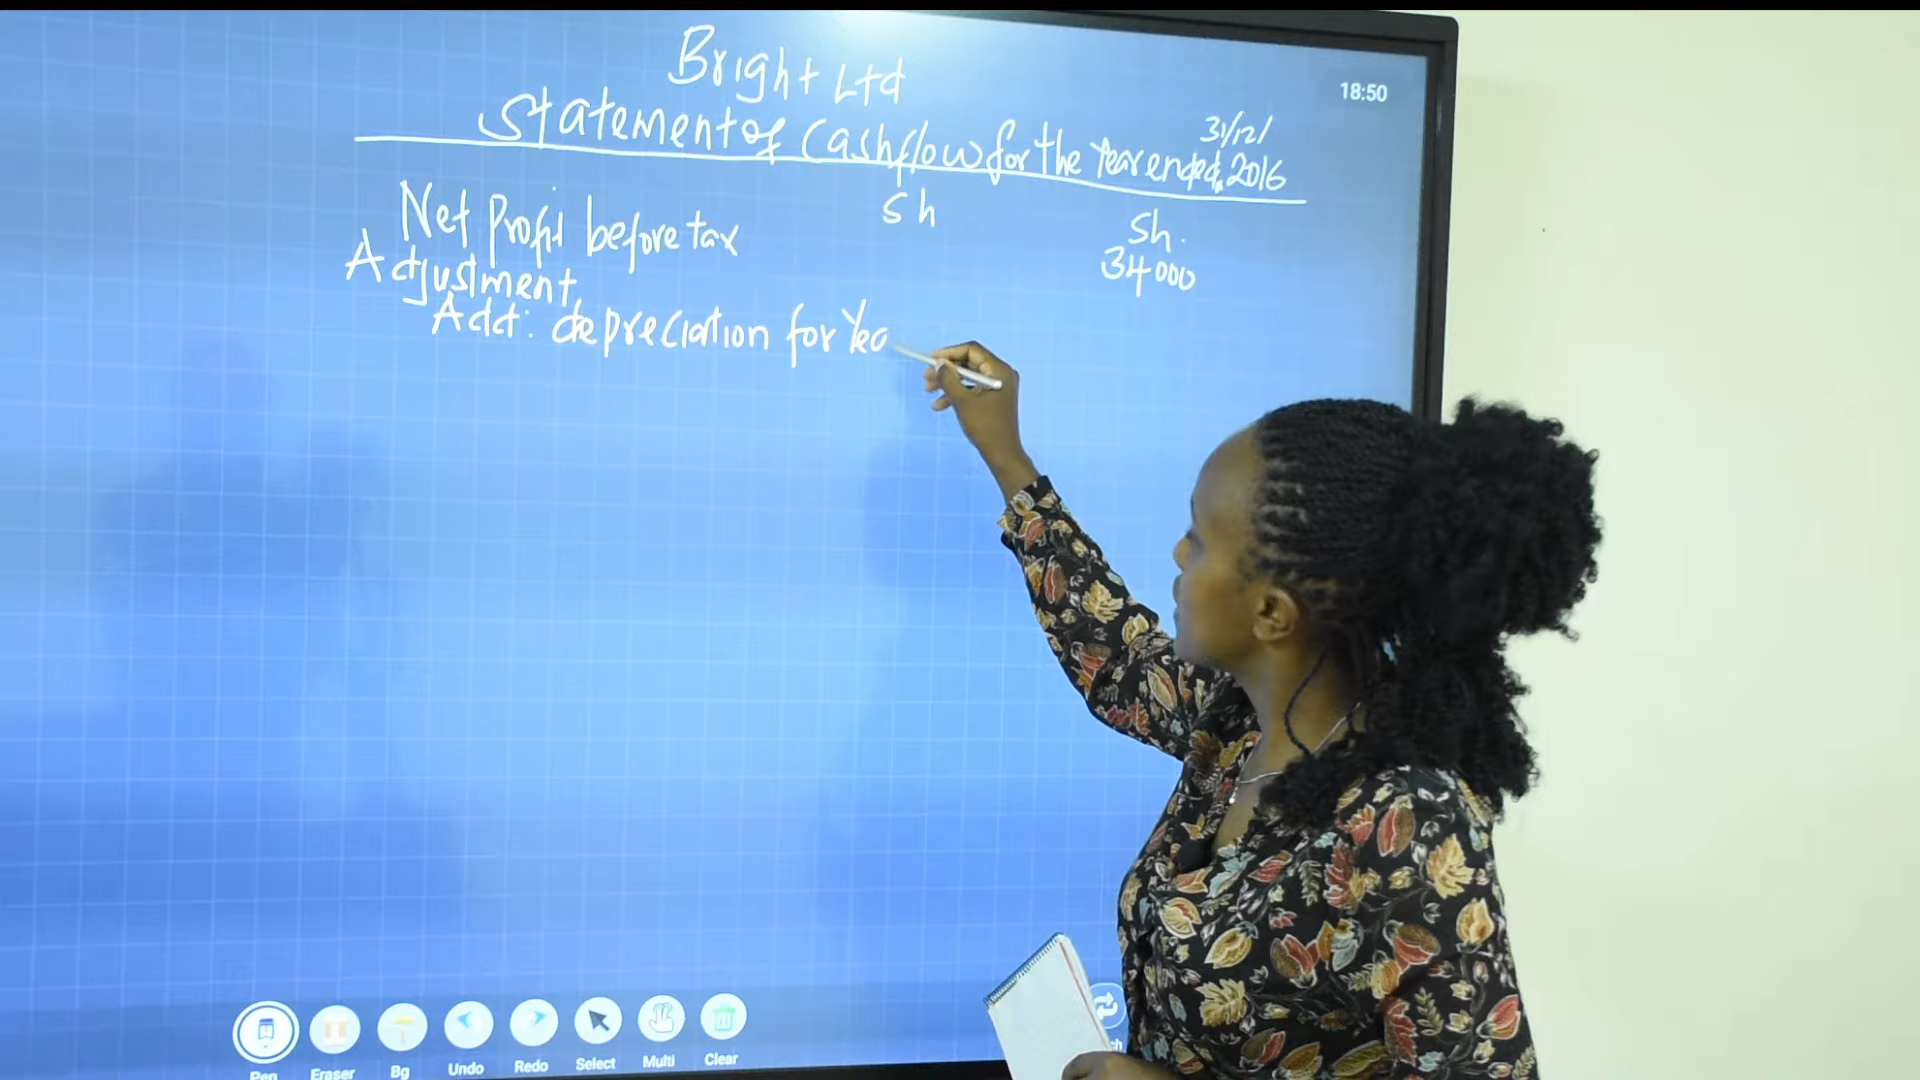 18:50
Bright Ltd
Statement of Cashflow for the Year ended 31/12/ 2016
Sh Sh.
Net Profit before tax 34000
Adjustment
Add: depreciation for Yea
Pen Eraser Bg Undo Redo Select Multi Clear